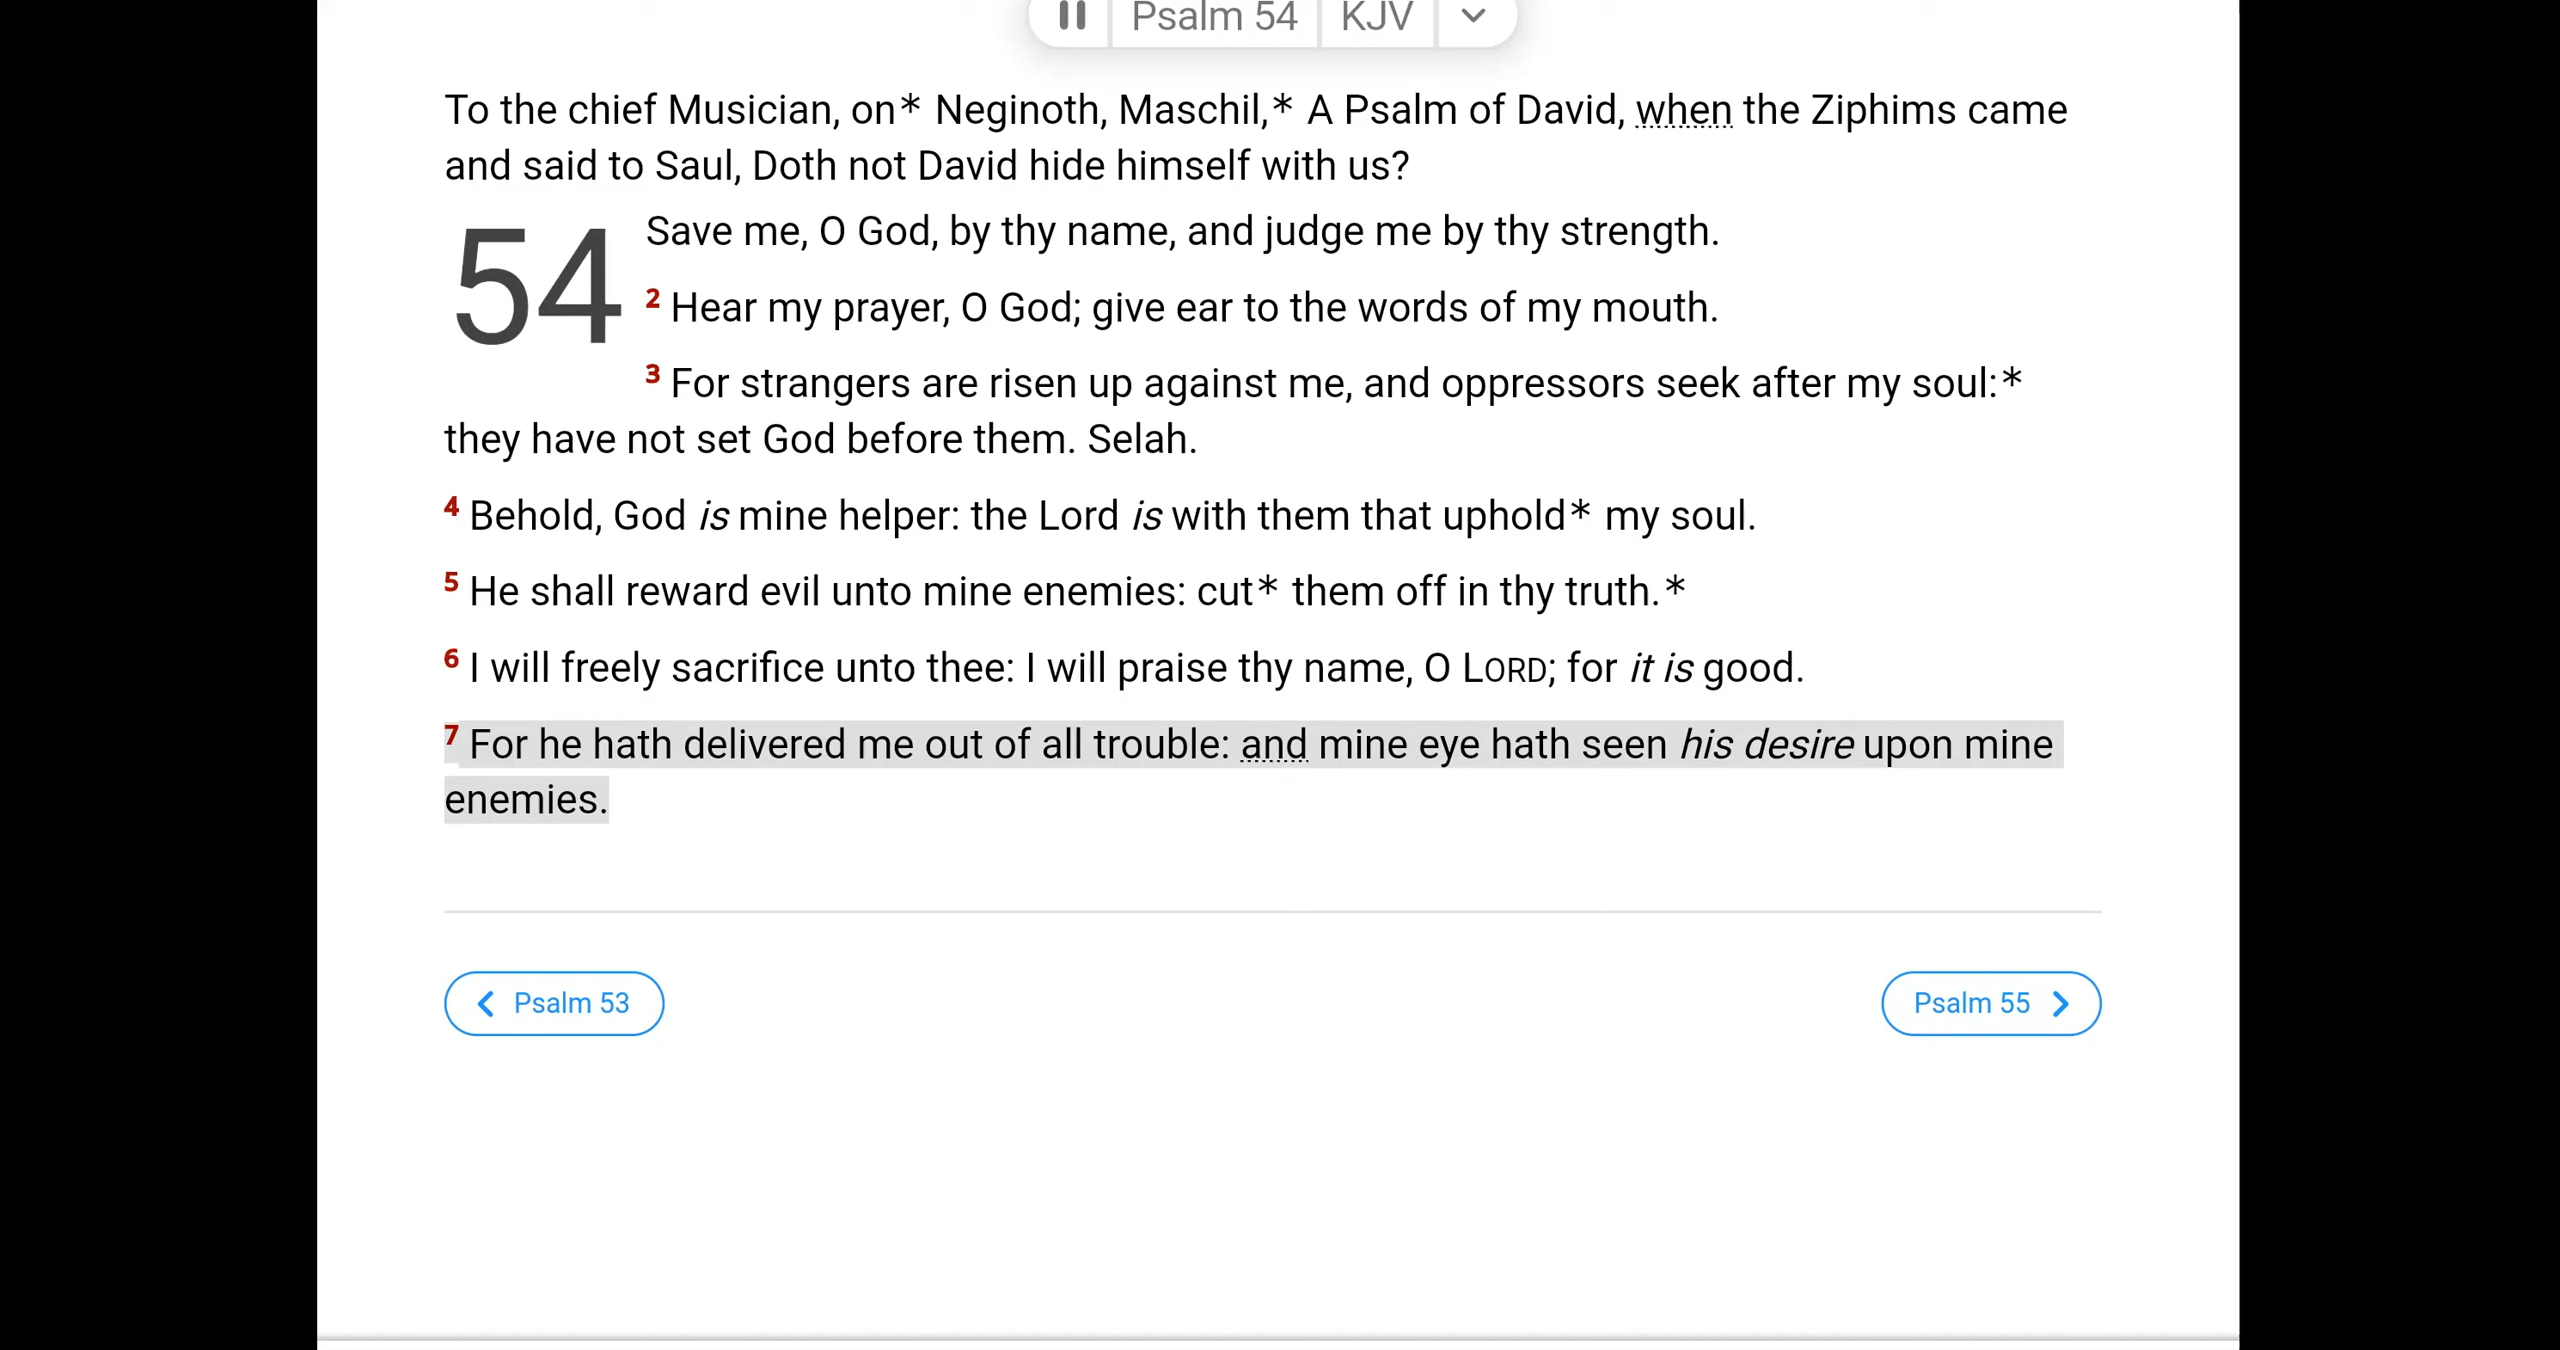 Psalm 54 KJV
To the chief Musician, on* Neginoth, Maschil,* A Psalm of David, when the Ziphims came
and said to Saul, Doth not David hide himself with us?
54 Save me, O God, by thy name, and judge me by thy strength.
2 Hear my prayer, O God; give ear to the words of my mouth.
3 For strangers are risen up against me, and oppressors seek after my soul:*
they have not set God before them. Selah.
4 Behold, God is mine helper: the Lord is with them that uphold* my soul.
5 He shall reward evil unto mine enemies: cut* them off in thy truth.*
6 I will freely sacrifice unto thee: I will praise thy name, O LORD; for it is good.
7 For he hath delivered me out of all trouble: and mine eye hath seen his desire upon mine
enemies.
Psalm 53
Psalm 55